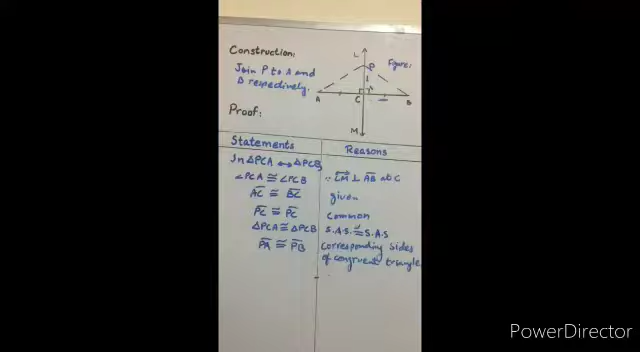 Construction:
Join P to A and
B respectively.
Figure:
L
P
A
C
B
M
Proof:
Statements
Reasons
In ΔPCA ↔ ΔPCB
∠PCA ≅ ∠PCB
∵ LM ⊥ AB at C
AC ≅ BC
given
PC ≅ PC
common
ΔPCA ≅ ΔPCB
S.A.S ≅ S.A.S
PA ≅ PB
corresponding sides
of congruent triangle
PowerDirector